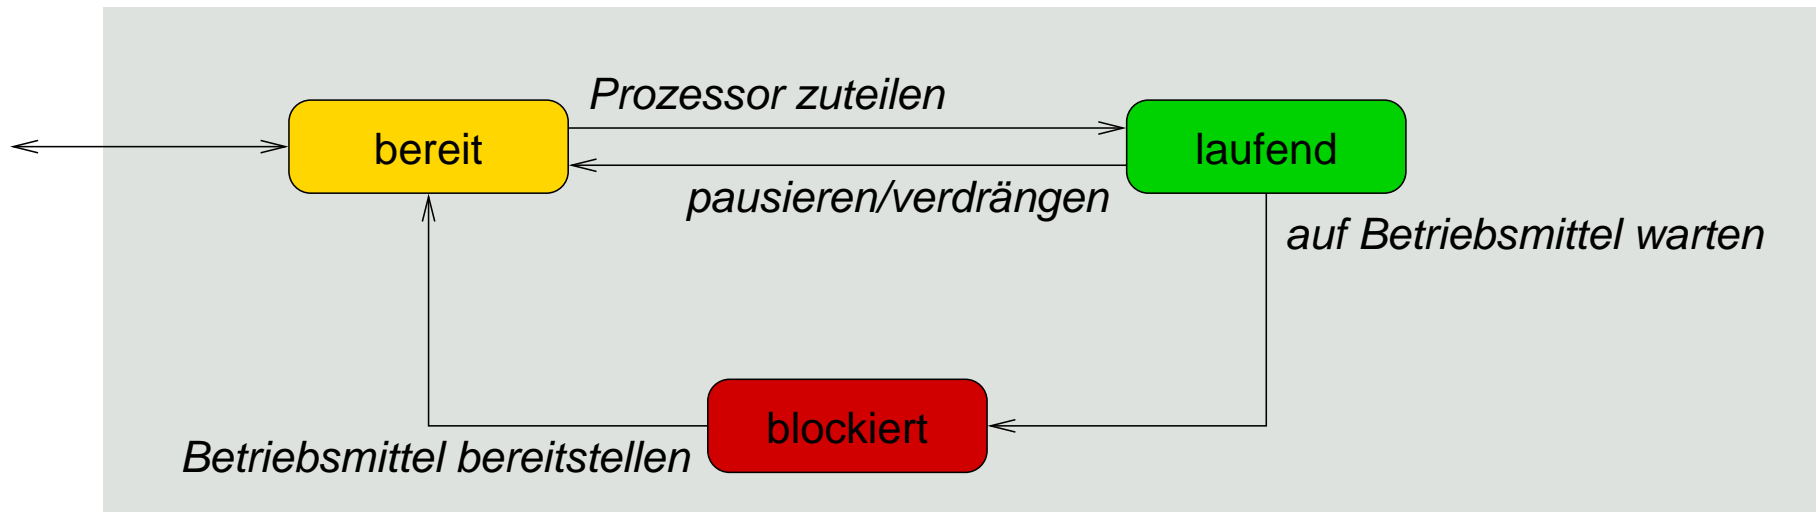 Prozessor zuteilen
bereit
laufend
pausieren/verdrängen
auf Betriebsmittel warten
blockiert
Betriebsmittel bereitstellen